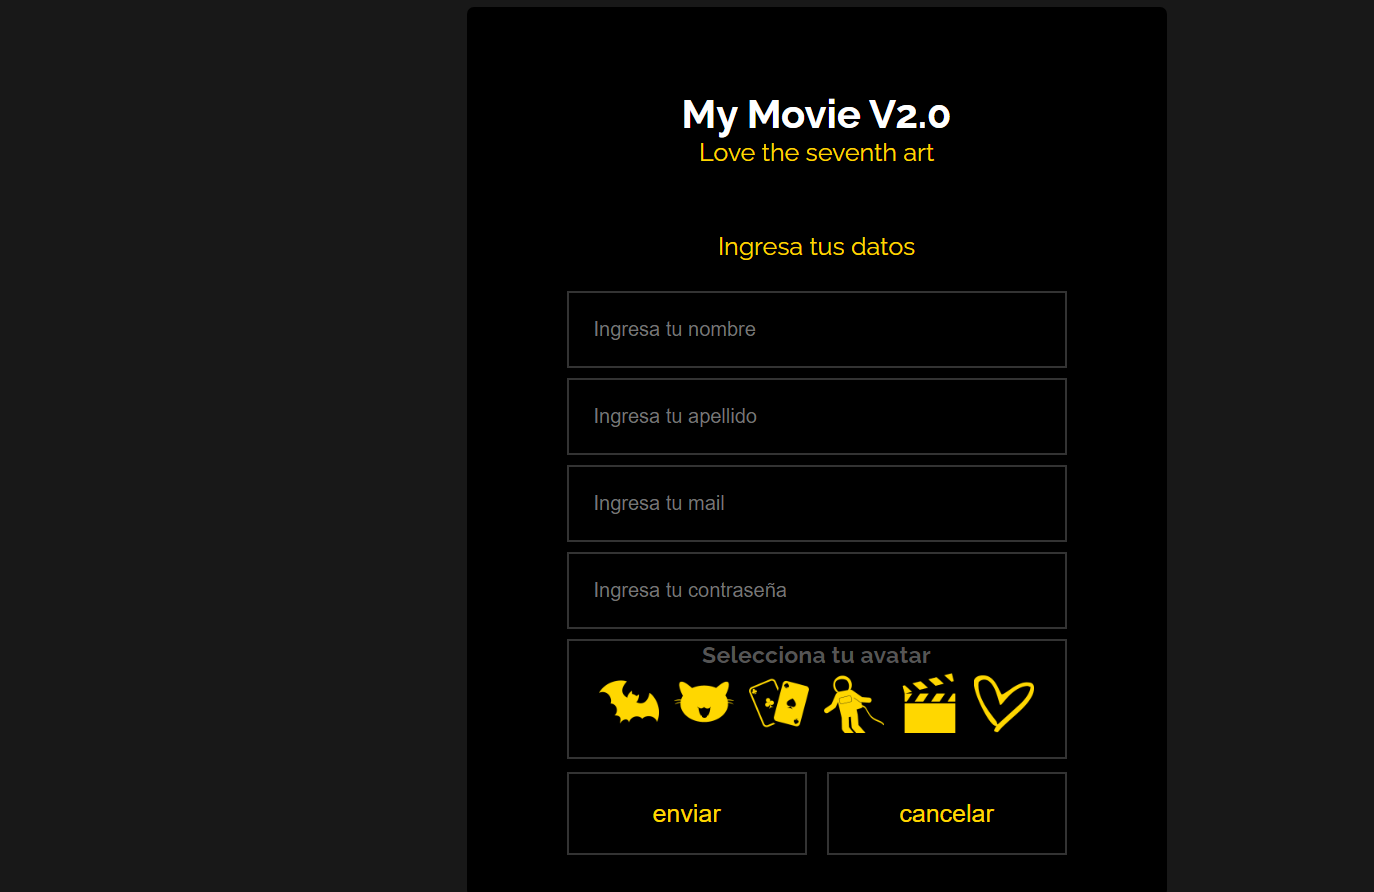 My Movie V2.0
Love the seventh art
Ingresa tus datos
Ingresa tu nombre
Ingresa tu apellido
Ingresa tu mail
Ingresa tu contraseña
Selecciona tu avatar
enviar cancelar